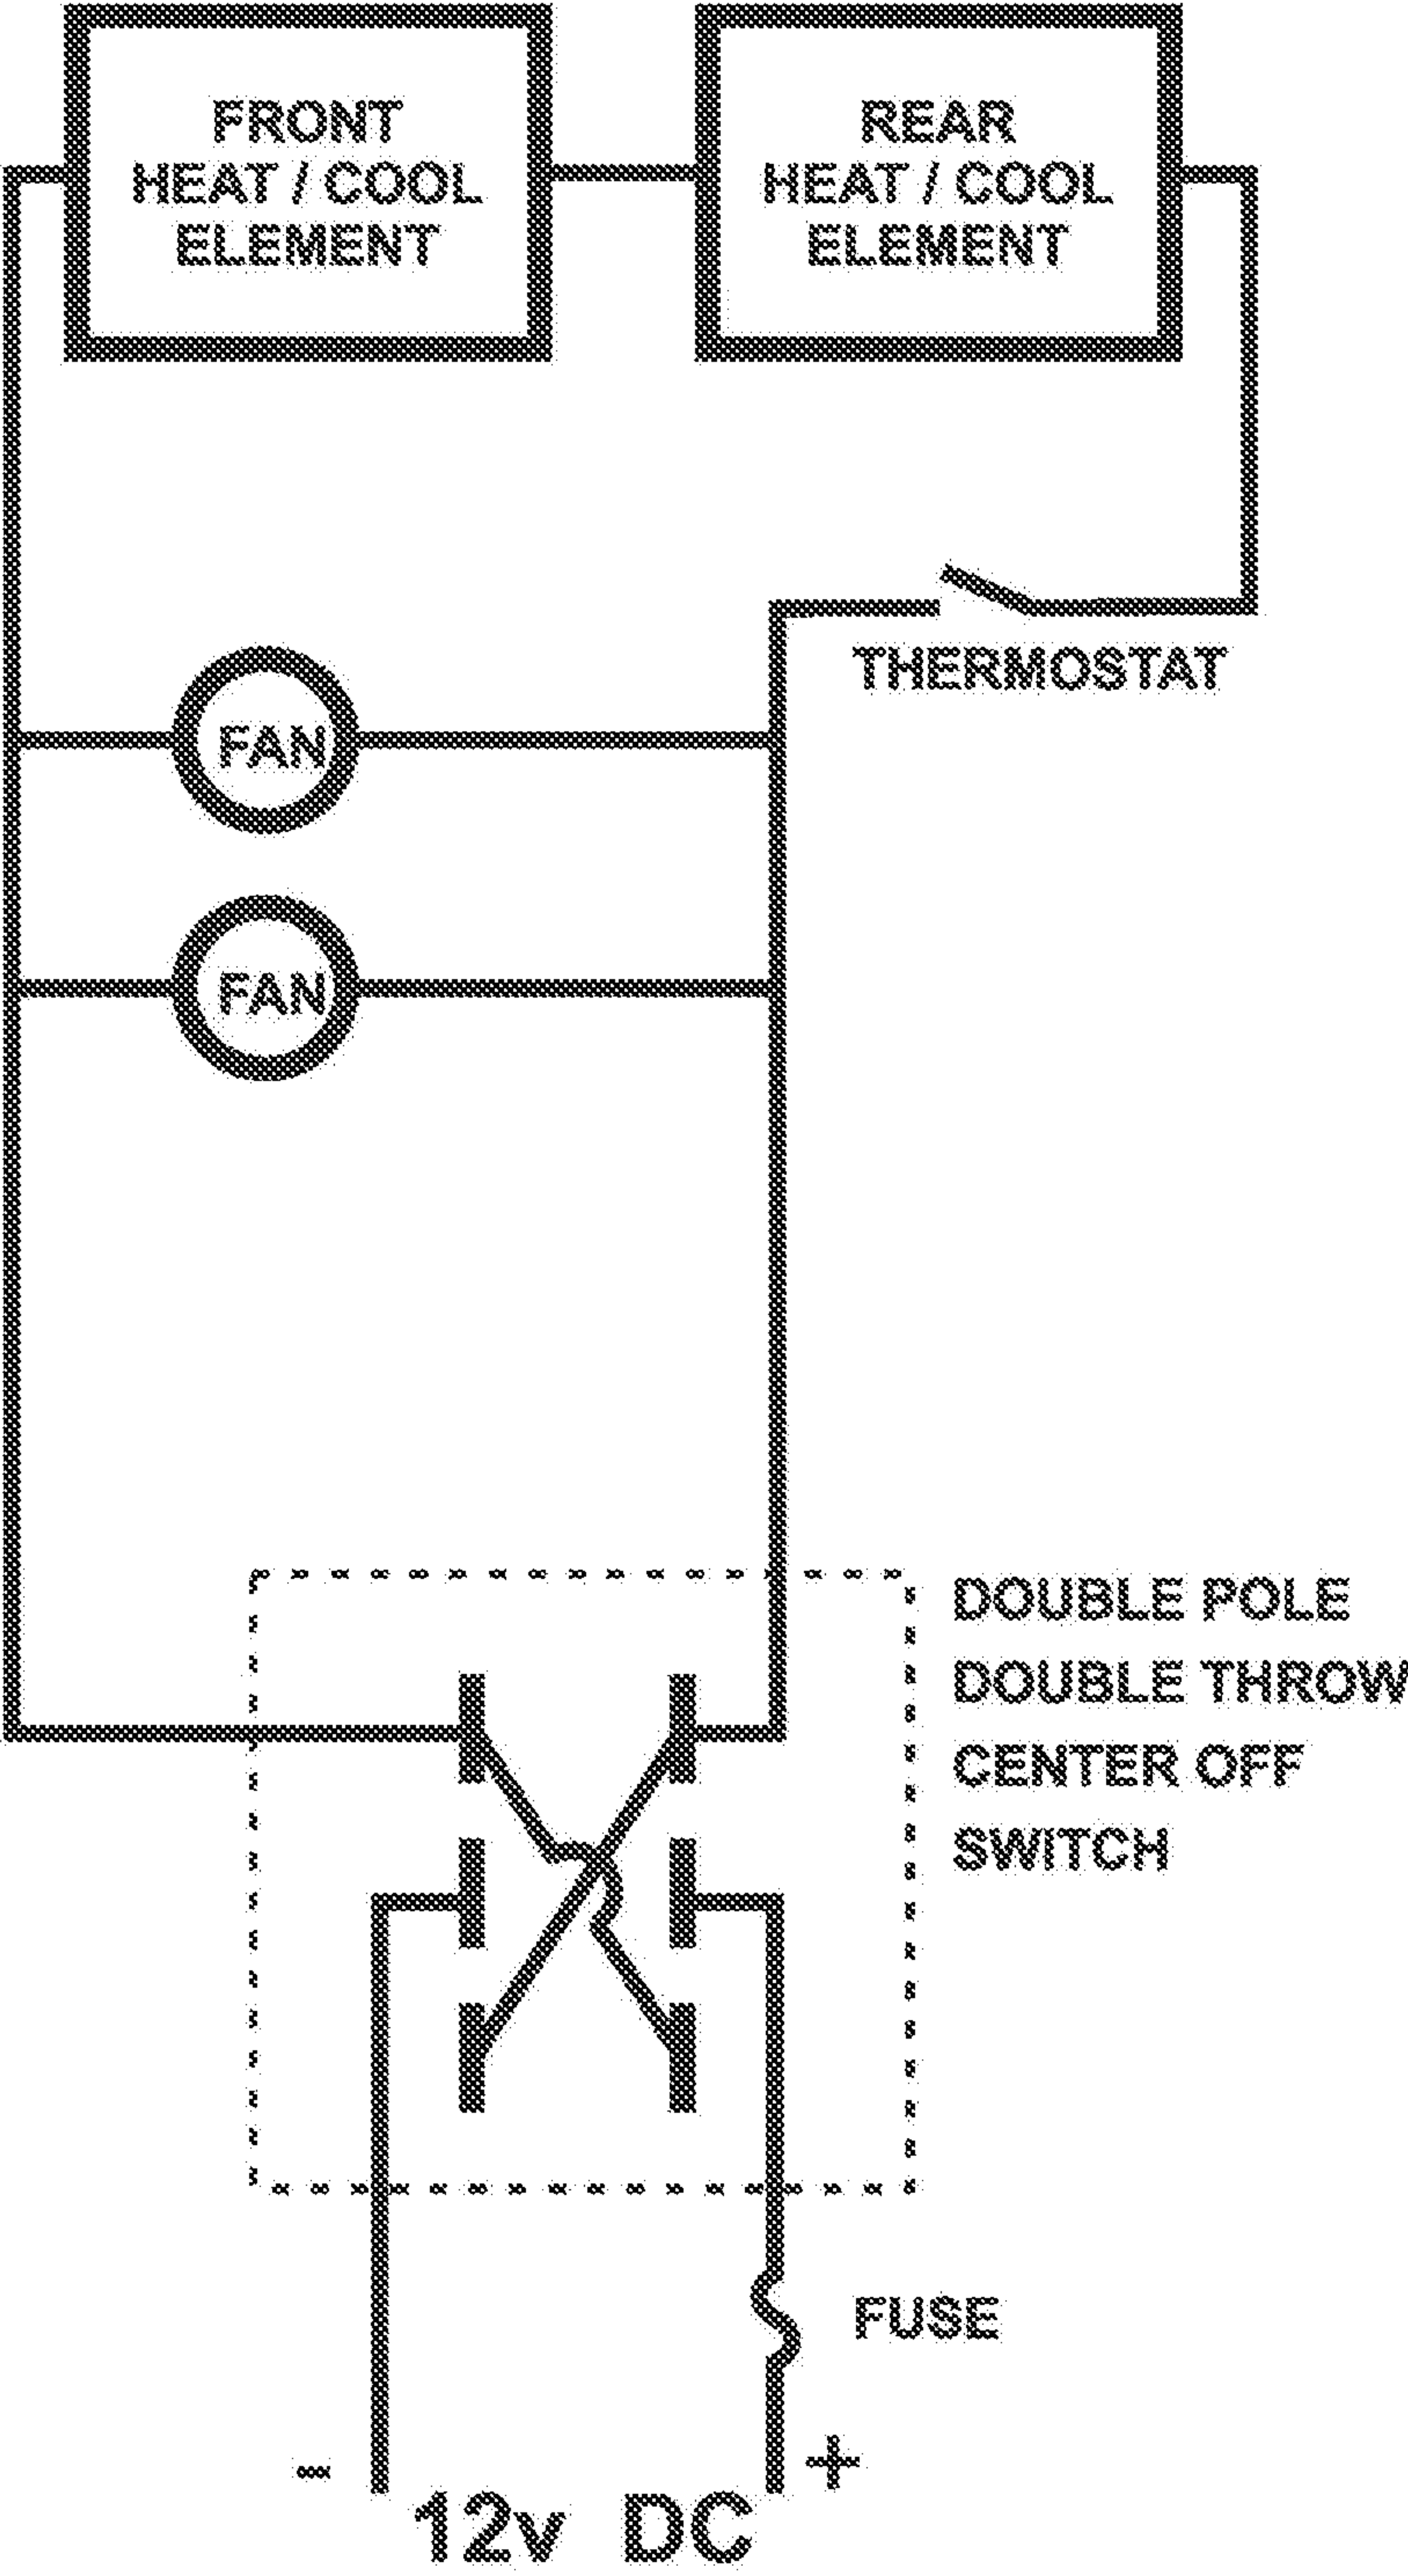 FRONT
HEAT / COOL
ELEMENT
REAR
HEAT / COOL
ELEMENT
THERMOSTAT
FAN
FAN
DOUBLE POLE
DOUBLE THROW
CENTER OFF
SWITCH
FUSE
- +
12v DC